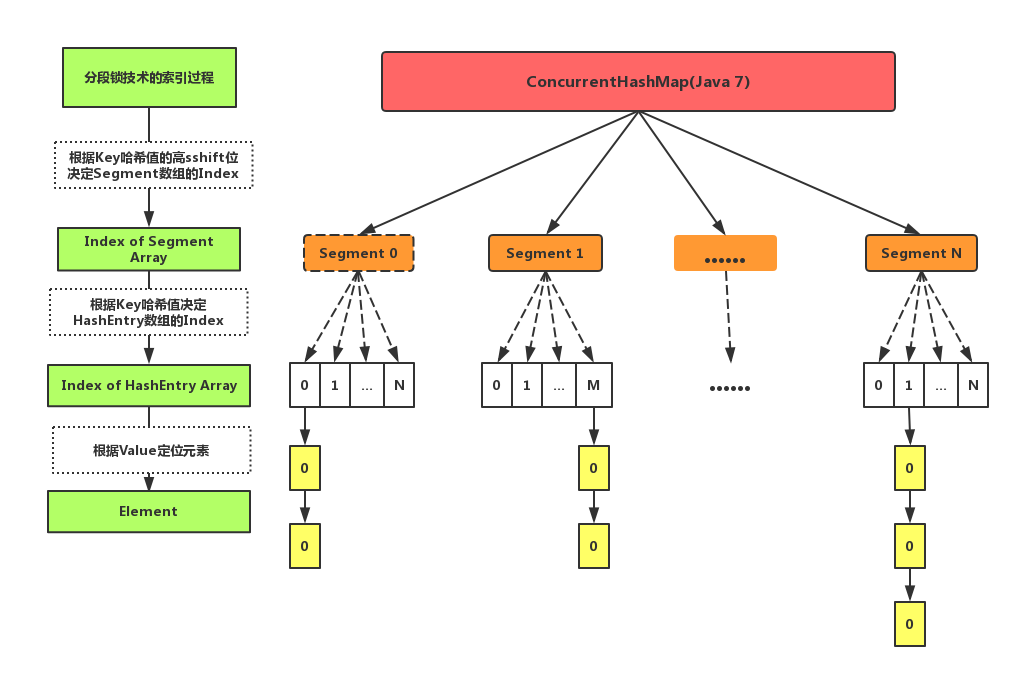 分段锁技术的索引过程
根据Key哈希值的高sshift位
决定Segment数组的Index
Index of Segment
Array
根据Key哈希值决定
HashEntry数组的Index
Index of HashEntry Array
根据Value定位元素
Element
ConcurrentHashMap(Java 7)
Segment 0
Segment 1
......
Segment N
0 1 ... N
0 1 ... M
......
0 1 ... N
0
0
0
0
0
0
0